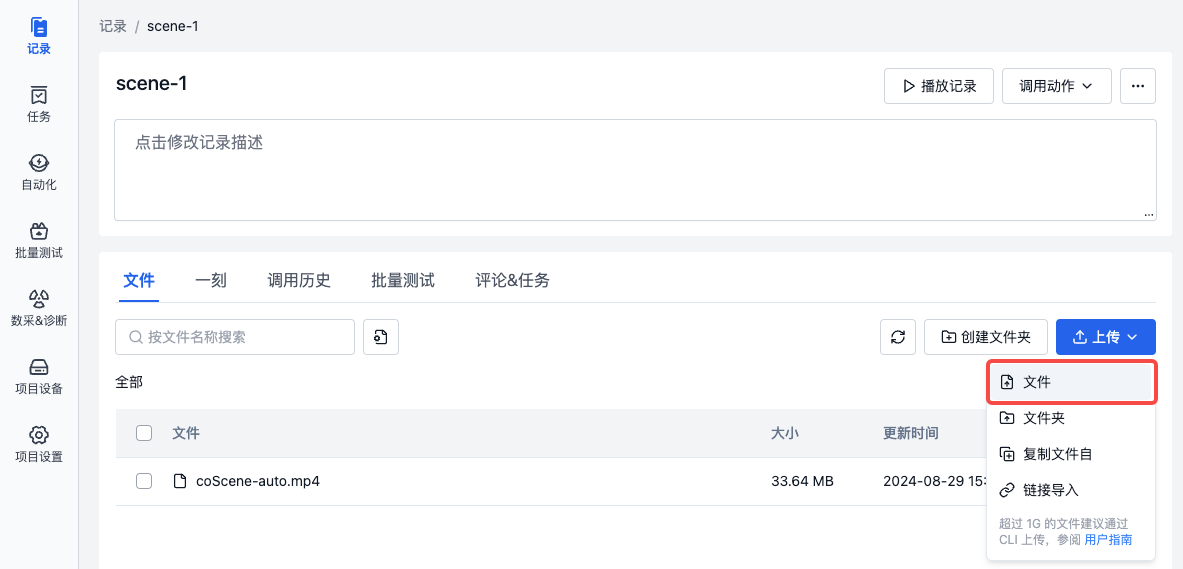 记录
任务
自动化
批量测试
数采&诊断
项目设备
项目设置
记录 / scene-1
scene-1
播放记录
调用动作
点击修改记录描述
文件 一刻 调用历史 批量测试 评论&任务
按文件名称搜索
创建文件夹
上传
全部
文件
文件夹
复制文件自
链接导入
超过 1G 的文件建议通过
CLI 上传，参阅 用户指南
文件 大小 更新时间
coScene-auto.mp4 33.64 MB 2024-08-29 15: